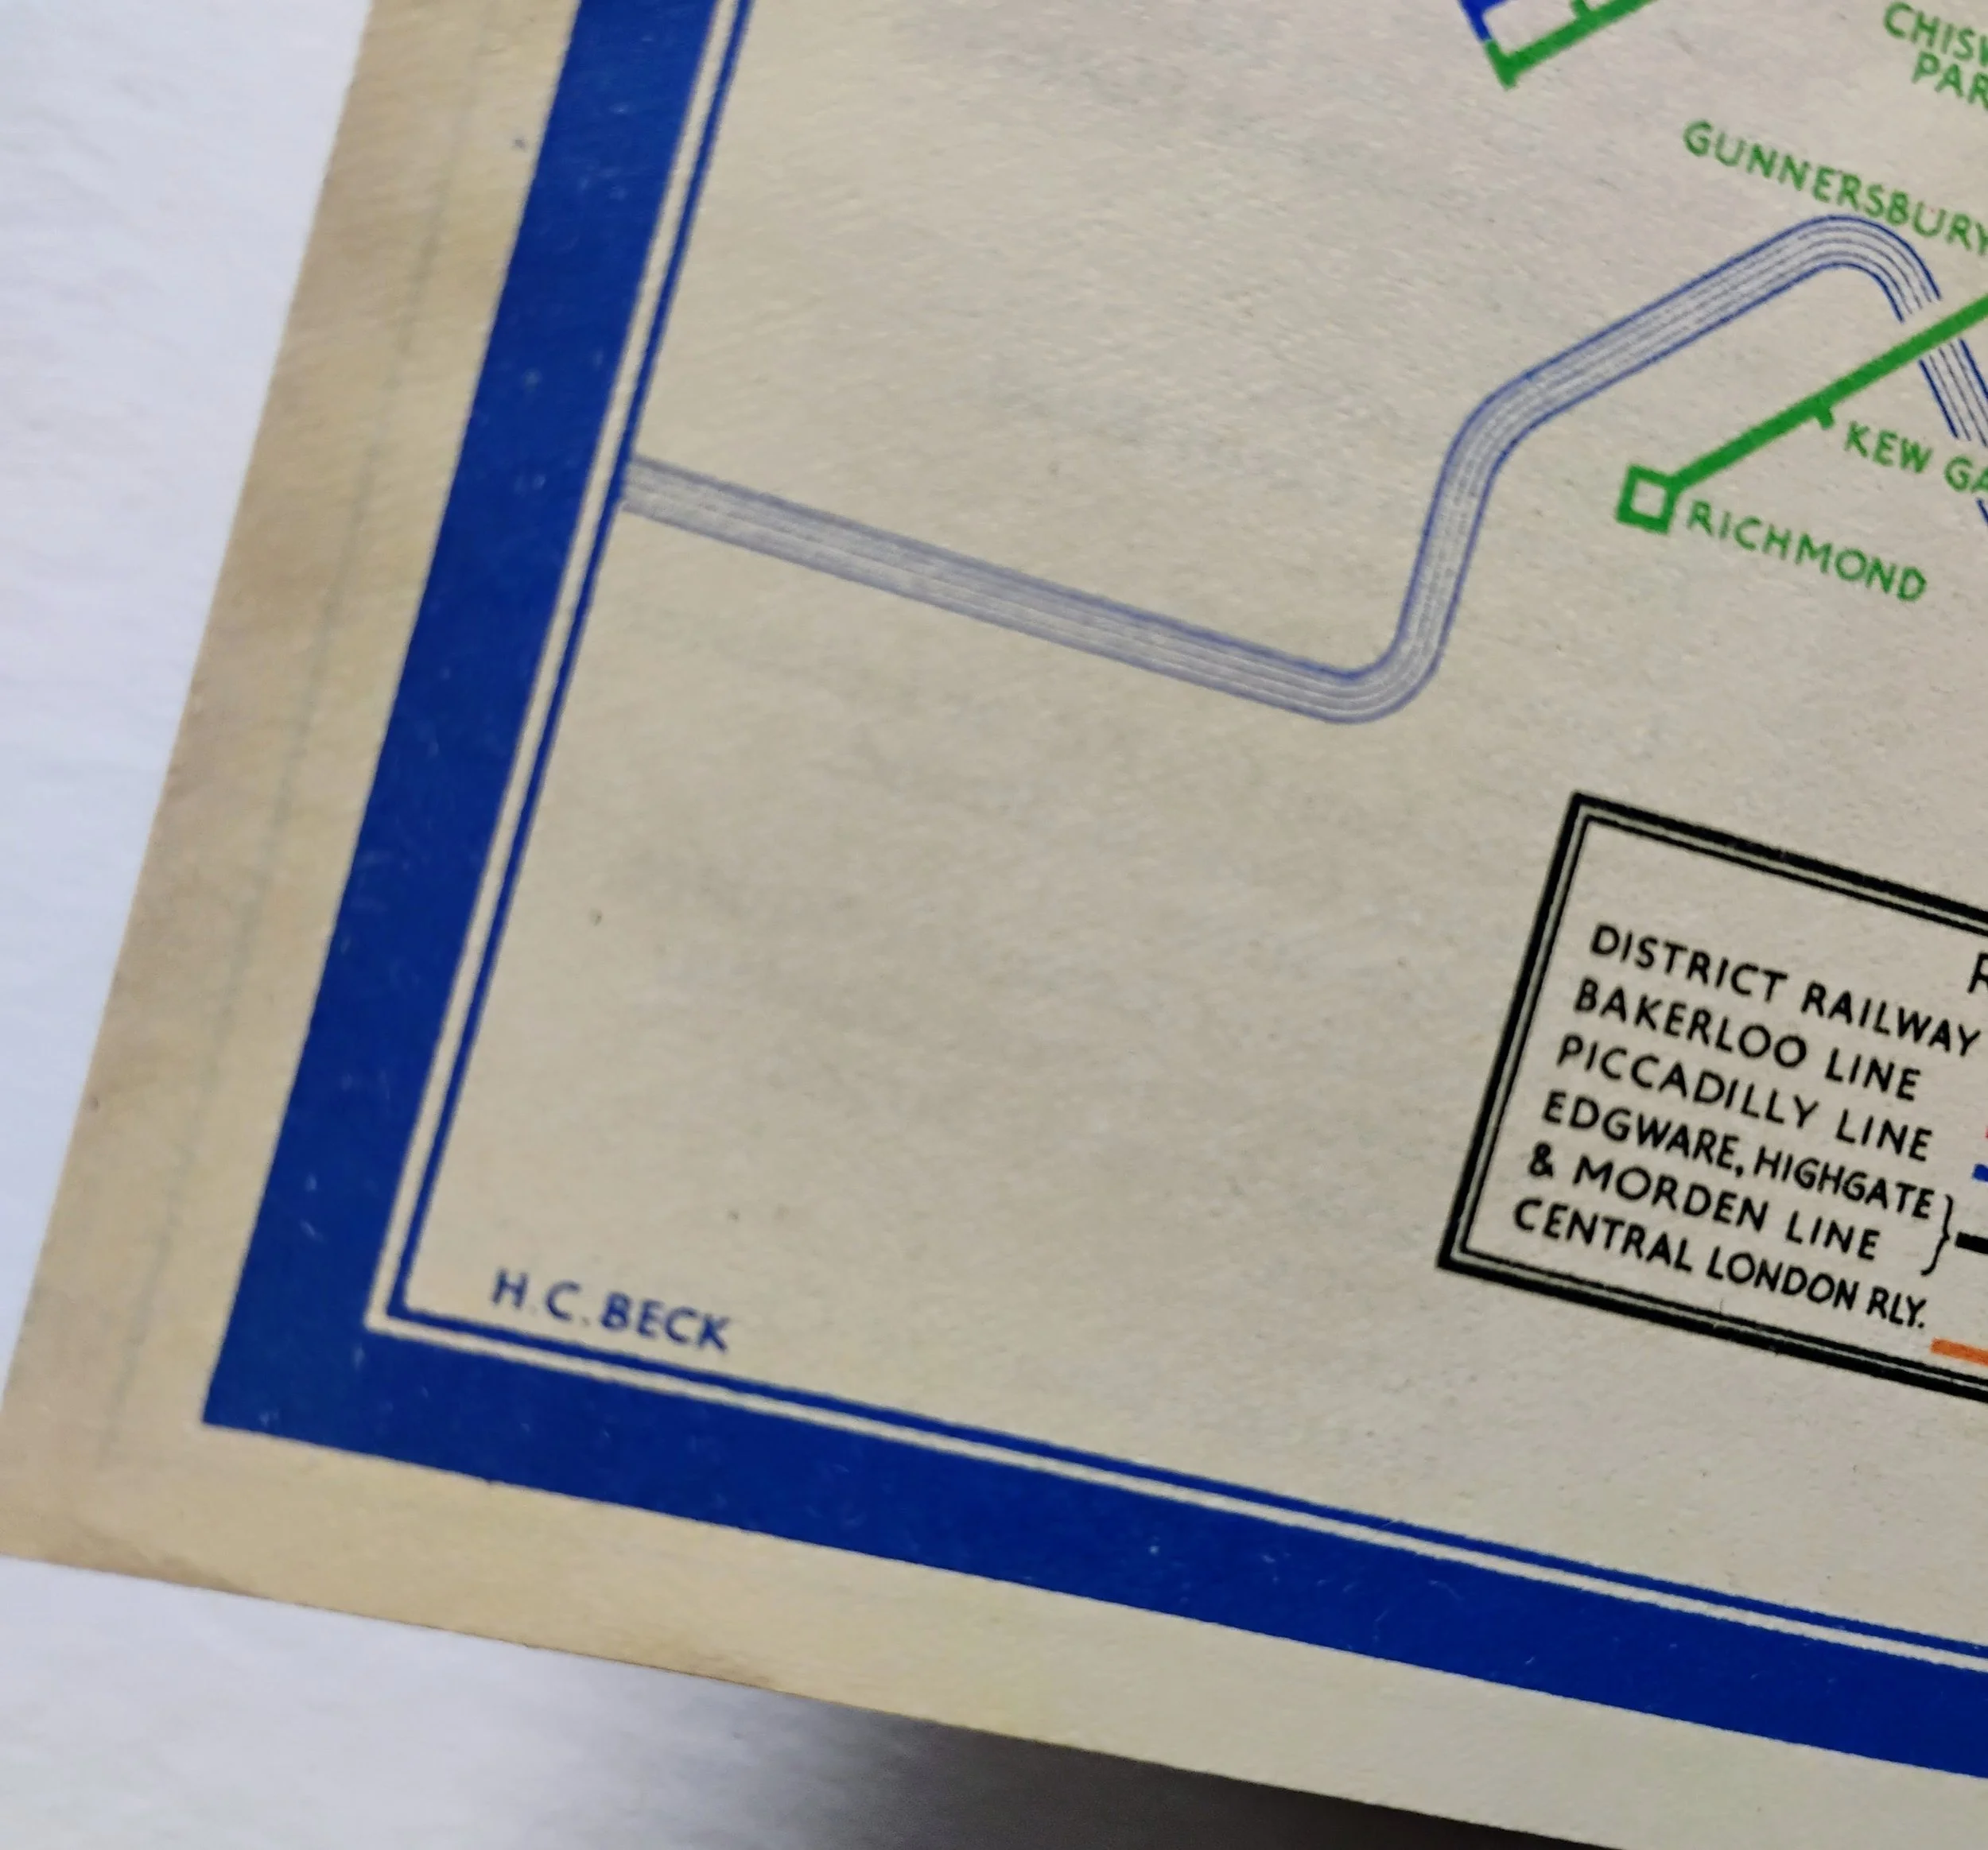 CHISW
PAR
GUNNERSBURY
KEW GA
RICHMOND
R
DISTRICT RAILWAY
BAKERLOO LINE
PICCADILLY LINE
EDGWARE, HIGHGATE
& MORDEN LINE
CENTRAL LONDON RLY.
H.C.BECK